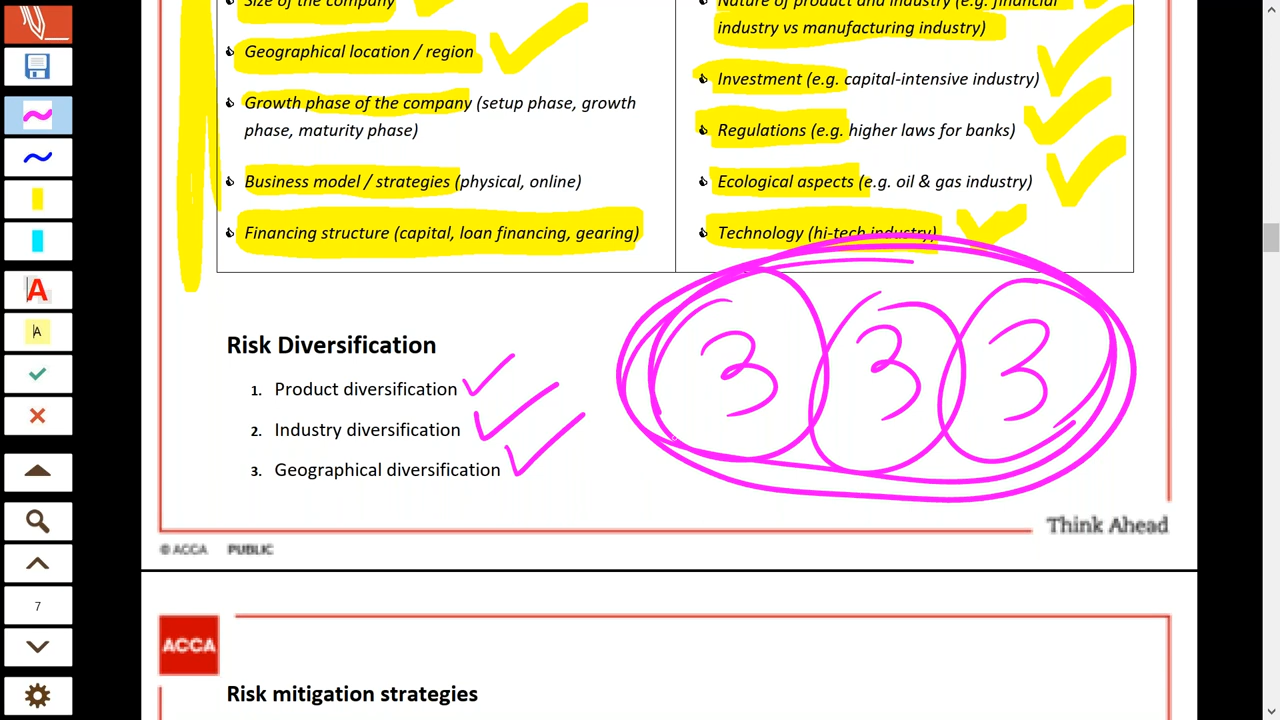 Size of the company
Geographical location / region
Growth phase of the company (setup phase, growth
phase, maturity phase)
Business model / strategies (physical, online)
Financing structure (capital, loan financing, gearing)
Nature of product and industry (e.g. financial
industry vs manufacturing industry)
Investment (e.g. capital-intensive industry)
Regulations (e.g. higher laws for banks)
Ecological aspects (e.g. oil & gas industry)
Technology (hi-tech industry)
Risk Diversification
1. Product diversification
2. Industry diversification
3. Geographical diversification
3 3 3
Think Ahead
© ACCA PUBLIC
ACCA
Risk mitigation strategies
A
A
7